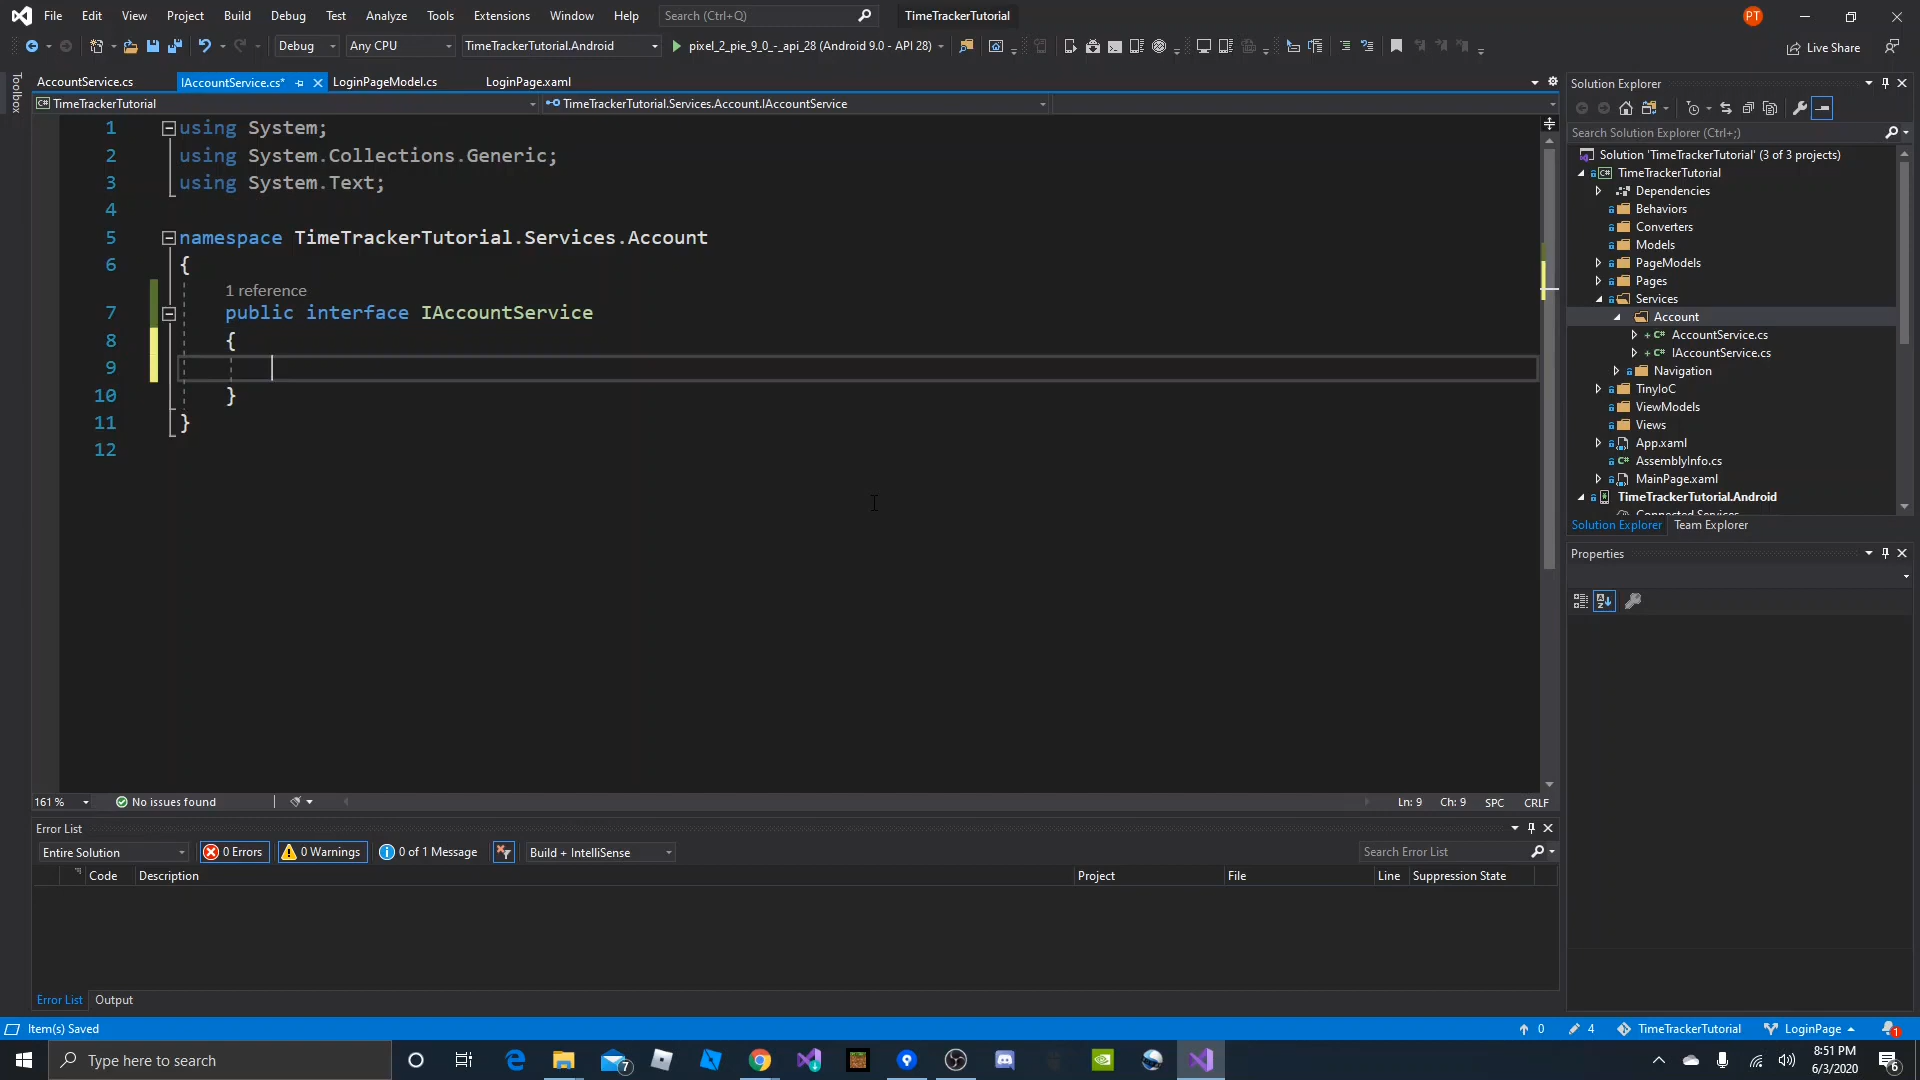 File Edit View Project Build Debug Test Analyze Tools Extensions Window Help Search (Ctrl+Q) TimeTrackerTutorial PT
Debug Any CPU TimeTrackerTutorial.Android pixel_2_pie_9_0_-_api_28 (Android 9.0 - API 28) Live Share
Toolbox
AccountService.cs IAccountService.cs* LoginPageModel.cs LoginPage.xaml
TimeTrackerTutorial TimeTrackerTutorial.Services.Account.IAccountService
1 using System;
2 using System.Collections.Generic;
3 using System.Text;
4
5 namespace TimeTrackerTutorial.Services.Account
6 {
1 reference
7 public interface IAccountService
8 {
9
10 }
11 }
12
161 % No issues found Ln: 9 Ch: 9 SPC CRLF
Error List
Entire Solution 0 Errors 0 Warnings 0 of 1 Message Build + IntelliSense Search Error List
Code Description Project File Line Suppression State
Error List Output
Solution Explorer
Search Solution Explorer (Ctrl+;)
Solution 'TimeTrackerTutorial' (3 of 3 projects)
TimeTrackerTutorial
Dependencies
Behaviors
Converters
Models
PageModels
Pages
Services
Account
AccountService.cs
IAccountService.cs
Navigation
TinyIoC
ViewModels
Views
App.xaml
AssemblyInfo.cs
MainPage.xaml
TimeTrackerTutorial.Android
Connected Services
Solution Explorer Team Explorer
Properties
Item(s) Saved 0 4 TimeTrackerTutorial LoginPage 1
Type here to search 7 8:51 PM
6/3/2020 6